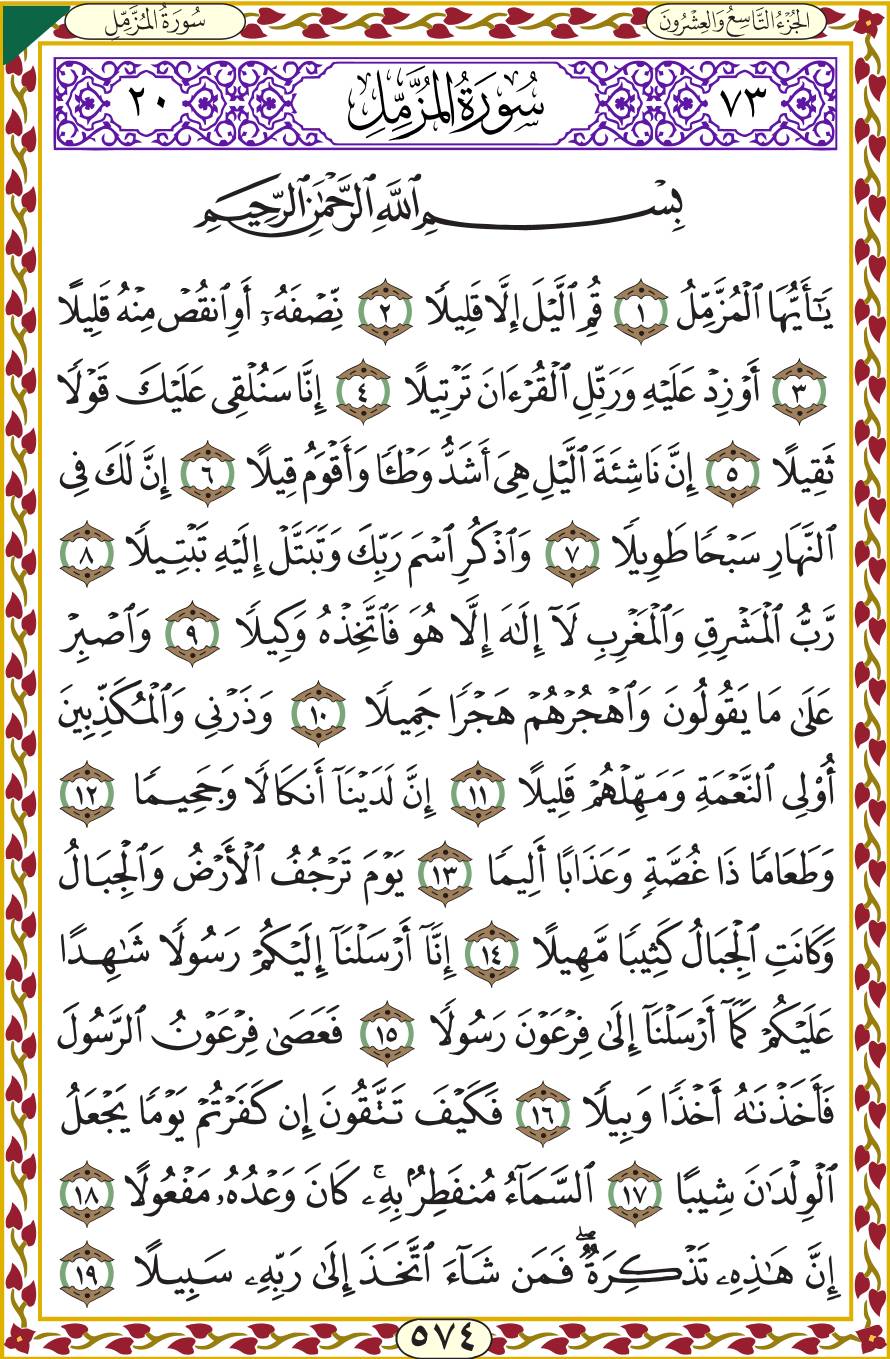 الجُزْءُ التَّاسِعُ وَالعِشْرُونَ
سُورَةُ المُزَّمِّلِ
٧٣ سُورَةُ المُزَّمِّلِ ٢٠
بِسْمِ ٱللَّهِ ٱلرَّحْمَٰنِ ٱلرَّحِيمِ
يَٰٓأَيُّهَا ٱلْمُزَّمِّلُ ١ قُمِ ٱلَّيْلَ إِلَّا قَلِيلًا ٢ نِّصْفَهُۥٓ أَوِ ٱنقُصْ مِنْهُ قَلِيلًا
٣ أَوْ زِدْ عَلَيْهِ وَرَتِّلِ ٱلْقُرْءَانَ تَرْتِيلًا ٤ إِنَّا سَنُلْقِى عَلَيْكَ قَوْلًا
ثَقِيلًا ٥ إِنَّ نَاشِئَةَ ٱلَّيْلِ هِىَ أَشَدُّ وَطْـًٔا وَأَقْوَمُ قِيلًا ٦ إِنَّ لَكَ فِى
ٱلنَّهَارِ سَبْحًا طَوِيلًا ٧ وَٱذْكُرِ ٱسْمَ رَبِّكَ وَتَبَتَّلْ إِلَيْهِ تَبْتِيلًا ٨
رَّبُّ ٱلْمَشْرِقِ وَٱلْمَغْرِبِ لَآ إِلَٰهَ إِلَّا هُوَ فَٱتَّخِذْهُ وَكِيلًا ٩ وَٱصْبِرْ
عَلَىٰ مَا يَقُولُونَ وَٱهْجُرْهُمْ هَجْرًا جَمِيلًا ١٠ وَذَرْنِى وَٱلْمُكَذِّبِينَ
أُو۟لِى ٱلنَّعْمَةِ وَمَهِّلْهُمْ قَلِيلًا ١١ إِنَّ لَدَيْنَآ أَنكَالًا وَجَحِيمًا ١٢
وَطَعَامًا ذَا غُصَّةٍ وَعَذَابًا أَلِيمًا ١٣ يَوْمَ تَرْجُفُ ٱلْأَرْضُ وَٱلْجِبَالُ
وَكَانَتِ ٱلْجِبَالُ كَثِيبًا مَّهِيلًا ١٤ إِنَّآ أَرْسَلْنَآ إِلَيْكُمْ رَسُولًا شَٰهِدًا
عَلَيْكُمْ كَمَآ أَرْسَلْنَآ إِلَىٰ فِرْعَوْنَ رَسُولًا ١٥ فَعَصَىٰ فِرْعَوْنُ ٱلرَّسُولَ
فَأَخَذْنَٰهُ أَخْذًا وَبِيلًا ١٦ فَكَيْفَ تَتَّقُونَ إِن كَفَرْتُمْ يَوْمًا يَجْعَلُ
ٱلْوِلْدَٰنَ شِيبًا ١٧ ٱلسَّمَآءُ مُنفَطِرٌۢ بِهِۦ ۚ كَانَ وَعْدُهُۥ مَفْعُولًا ١٨
إِنَّ هَٰذِهِۦ تَذْكِرَةٌ ۖ فَمَن شَآءَ ٱتَّخَذَ إِلَىٰ رَبِّهِۦ سَبِيلًا ١٩
٥٧٤